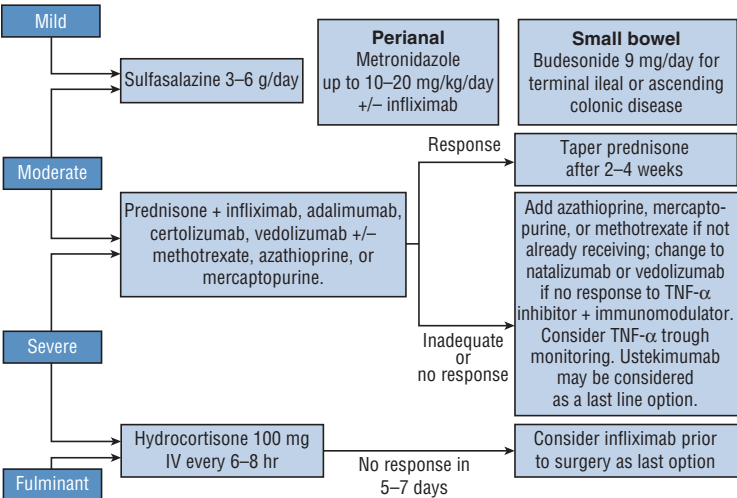 Mild
Sulfasalazine 3–6 g/day
Perianal
Metronidazole
up to 10–20 mg/kg/day
+/– infliximab
Small bowel
Budesonide 9 mg/day for
terminal ileal or ascending
colonic disease
Moderate
Prednisone + infliximab, adalimumab,
certolizumab, vedolizumab +/–
methotrexate, azathioprine, or
mercaptopurine.
Response
Taper prednisone
after 2–4 weeks
Inadequate
or
no response
Add azathioprine, mercapto-
purine, or methotrexate if not
already receiving; change to
natalizumab or vedolizumab
if no response to TNF-α
inhibitor + immunomodulator.
Consider TNF-α trough
monitoring. Ustekimumab
may be considered
as a last line option.
Severe
Hydrocortisone 100 mg
IV every 6–8 hr
No response in
5–7 days
Consider infliximab prior
to surgery as last option
Fulminant